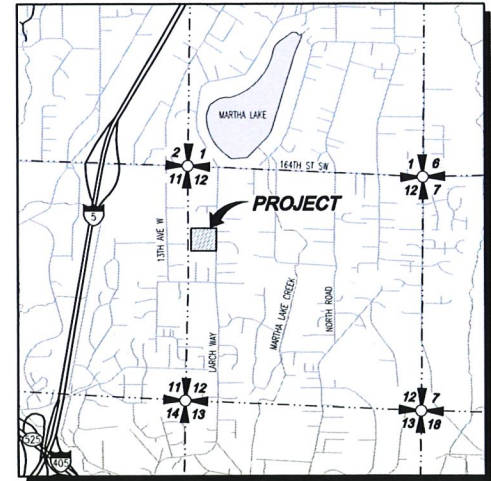 MARTHA LAKE
2 1
11 12
164TH ST SW
1 6
12 7
5
13TH AVE W
PROJECT
MARTHA LAKE CREEK
NORTH ROAD
LARCH WAY
11 12
14 13
12 7
13 18
525
405